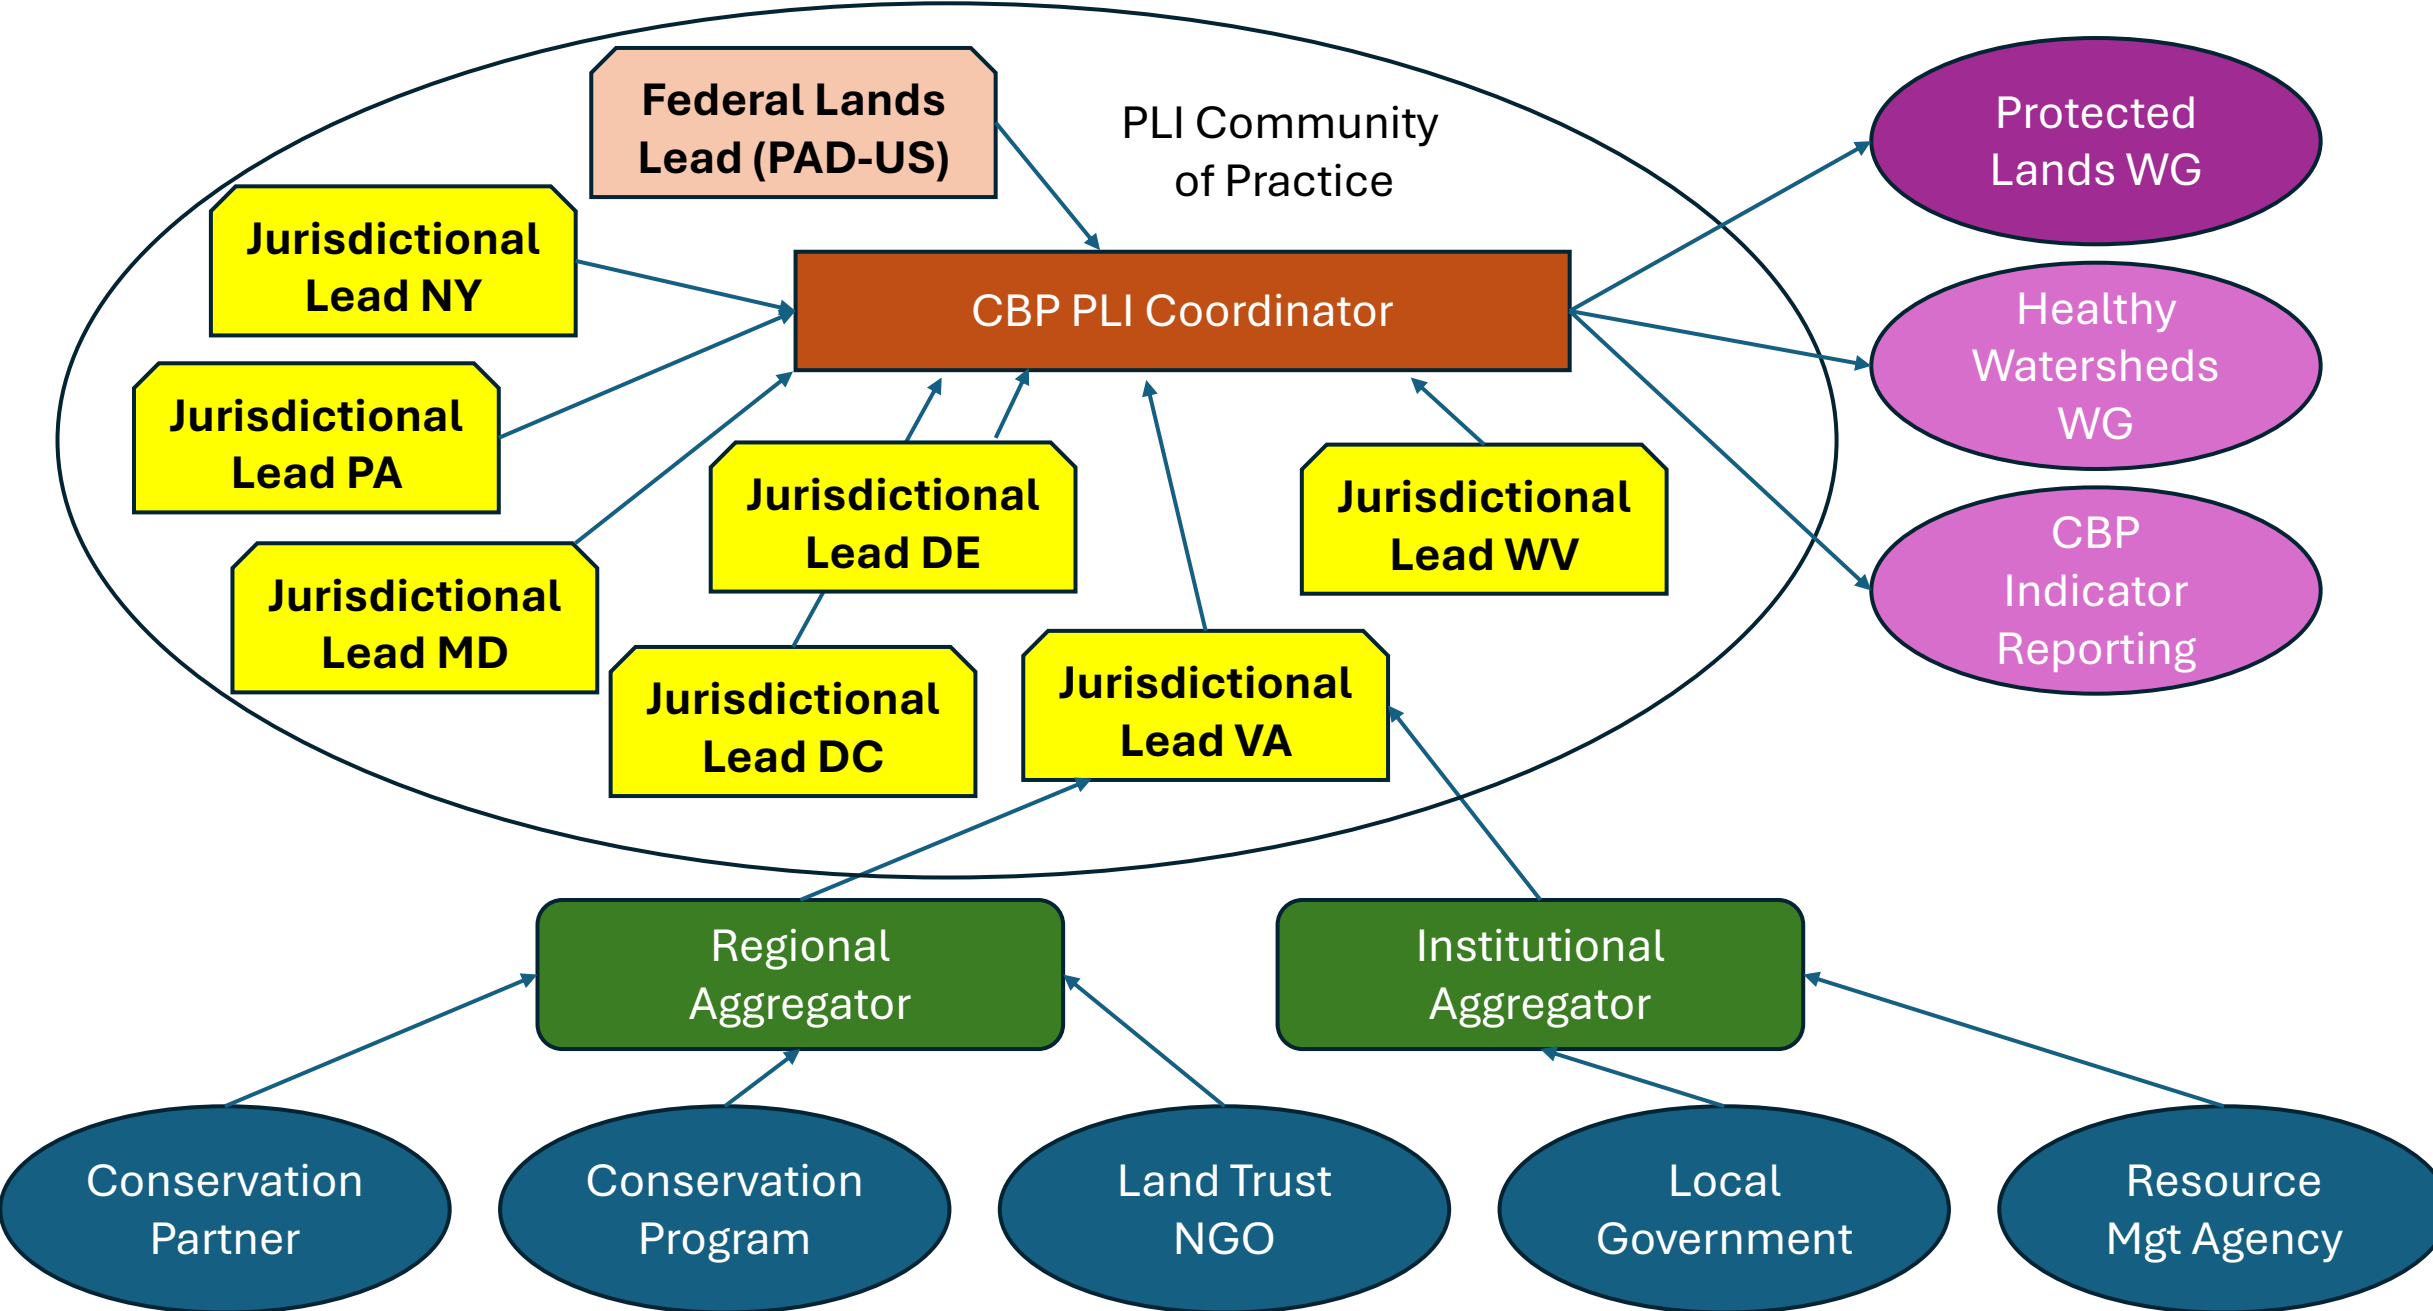 Federal Lands
Lead (PAD-US)
PLI Community
of Practice
Protected
Lands WG
Jurisdictional
Lead NY
CBP PLI Coordinator
Healthy
Watersheds
WG
Jurisdictional
Lead PA
Jurisdictional
Lead DE
Jurisdictional
Lead WV
CBP
Indicator
Reporting
Jurisdictional
Lead MD
Jurisdictional
Lead DC
Jurisdictional
Lead VA
Regional
Aggregator
Institutional
Aggregator
Conservation
Partner
Conservation
Program
Land Trust
NGO
Local
Government
Resource
Mgt Agency